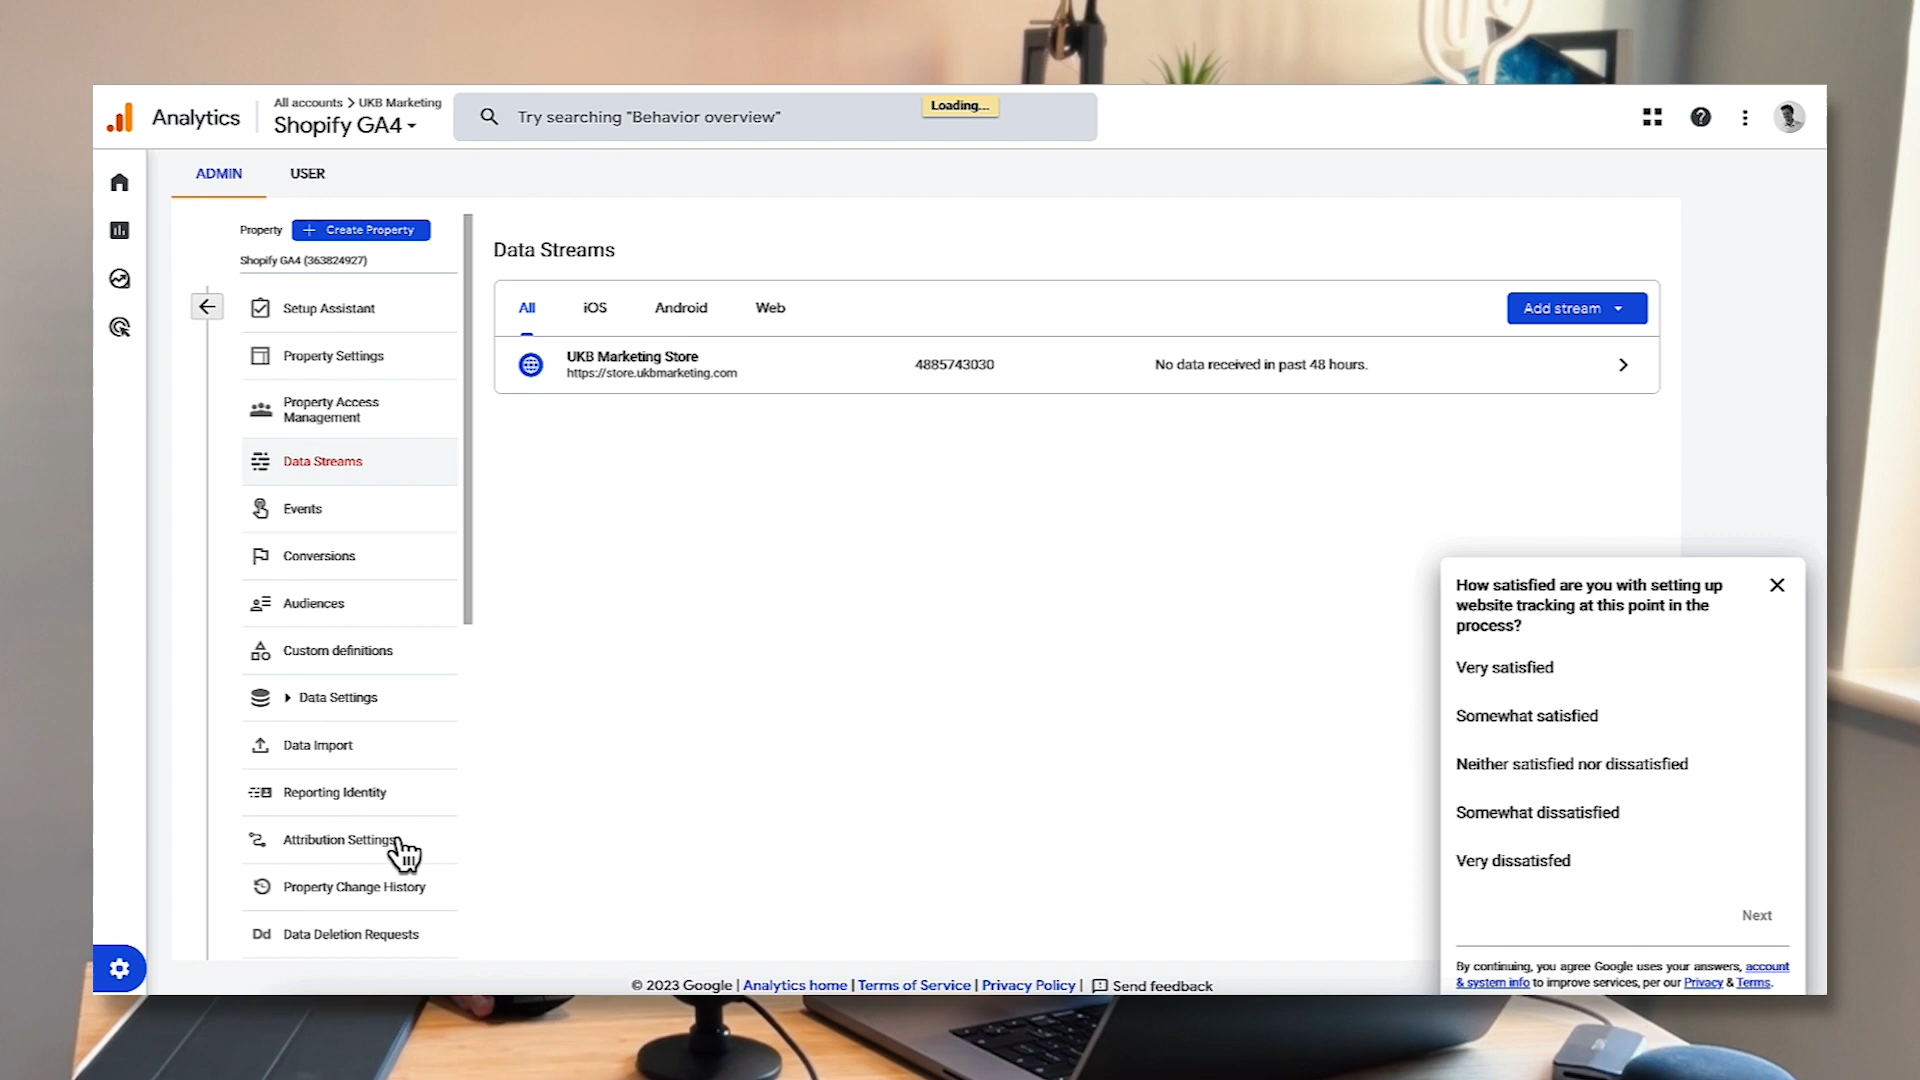 Analytics
All accounts > UKB Marketing
Shopify GA4
Try searching "Behavior overview"
Loading...
ADMIN
USER
Property
+ Create Property
Shopify GA4 (363824927)
Setup Assistant
Property Settings
Property Access
Management
Data Streams
Events
Conversions
Audiences
Custom definitions
Data Settings
Data Import
Reporting Identity
Attribution Settings
Property Change History
Dd Data Deletion Requests
Data Streams
All
iOS
Android
Web
Add stream
UKB Marketing Store
https://store.ukbmarketing.com
4885743030
No data received in past 48 hours.
How satisfied are you with setting up
website tracking at this point in the
process?
Very satisfied
Somewhat satisfied
Neither satisfied nor dissatisfied
Somewhat dissatisfied
Very dissatisfed
Next
By continuing, you agree Google uses your answers, account
& system info to improve services, per our Privacy & Terms.
© 2023 Google | Analytics home | Terms of Service | Privacy Policy | Send feedback